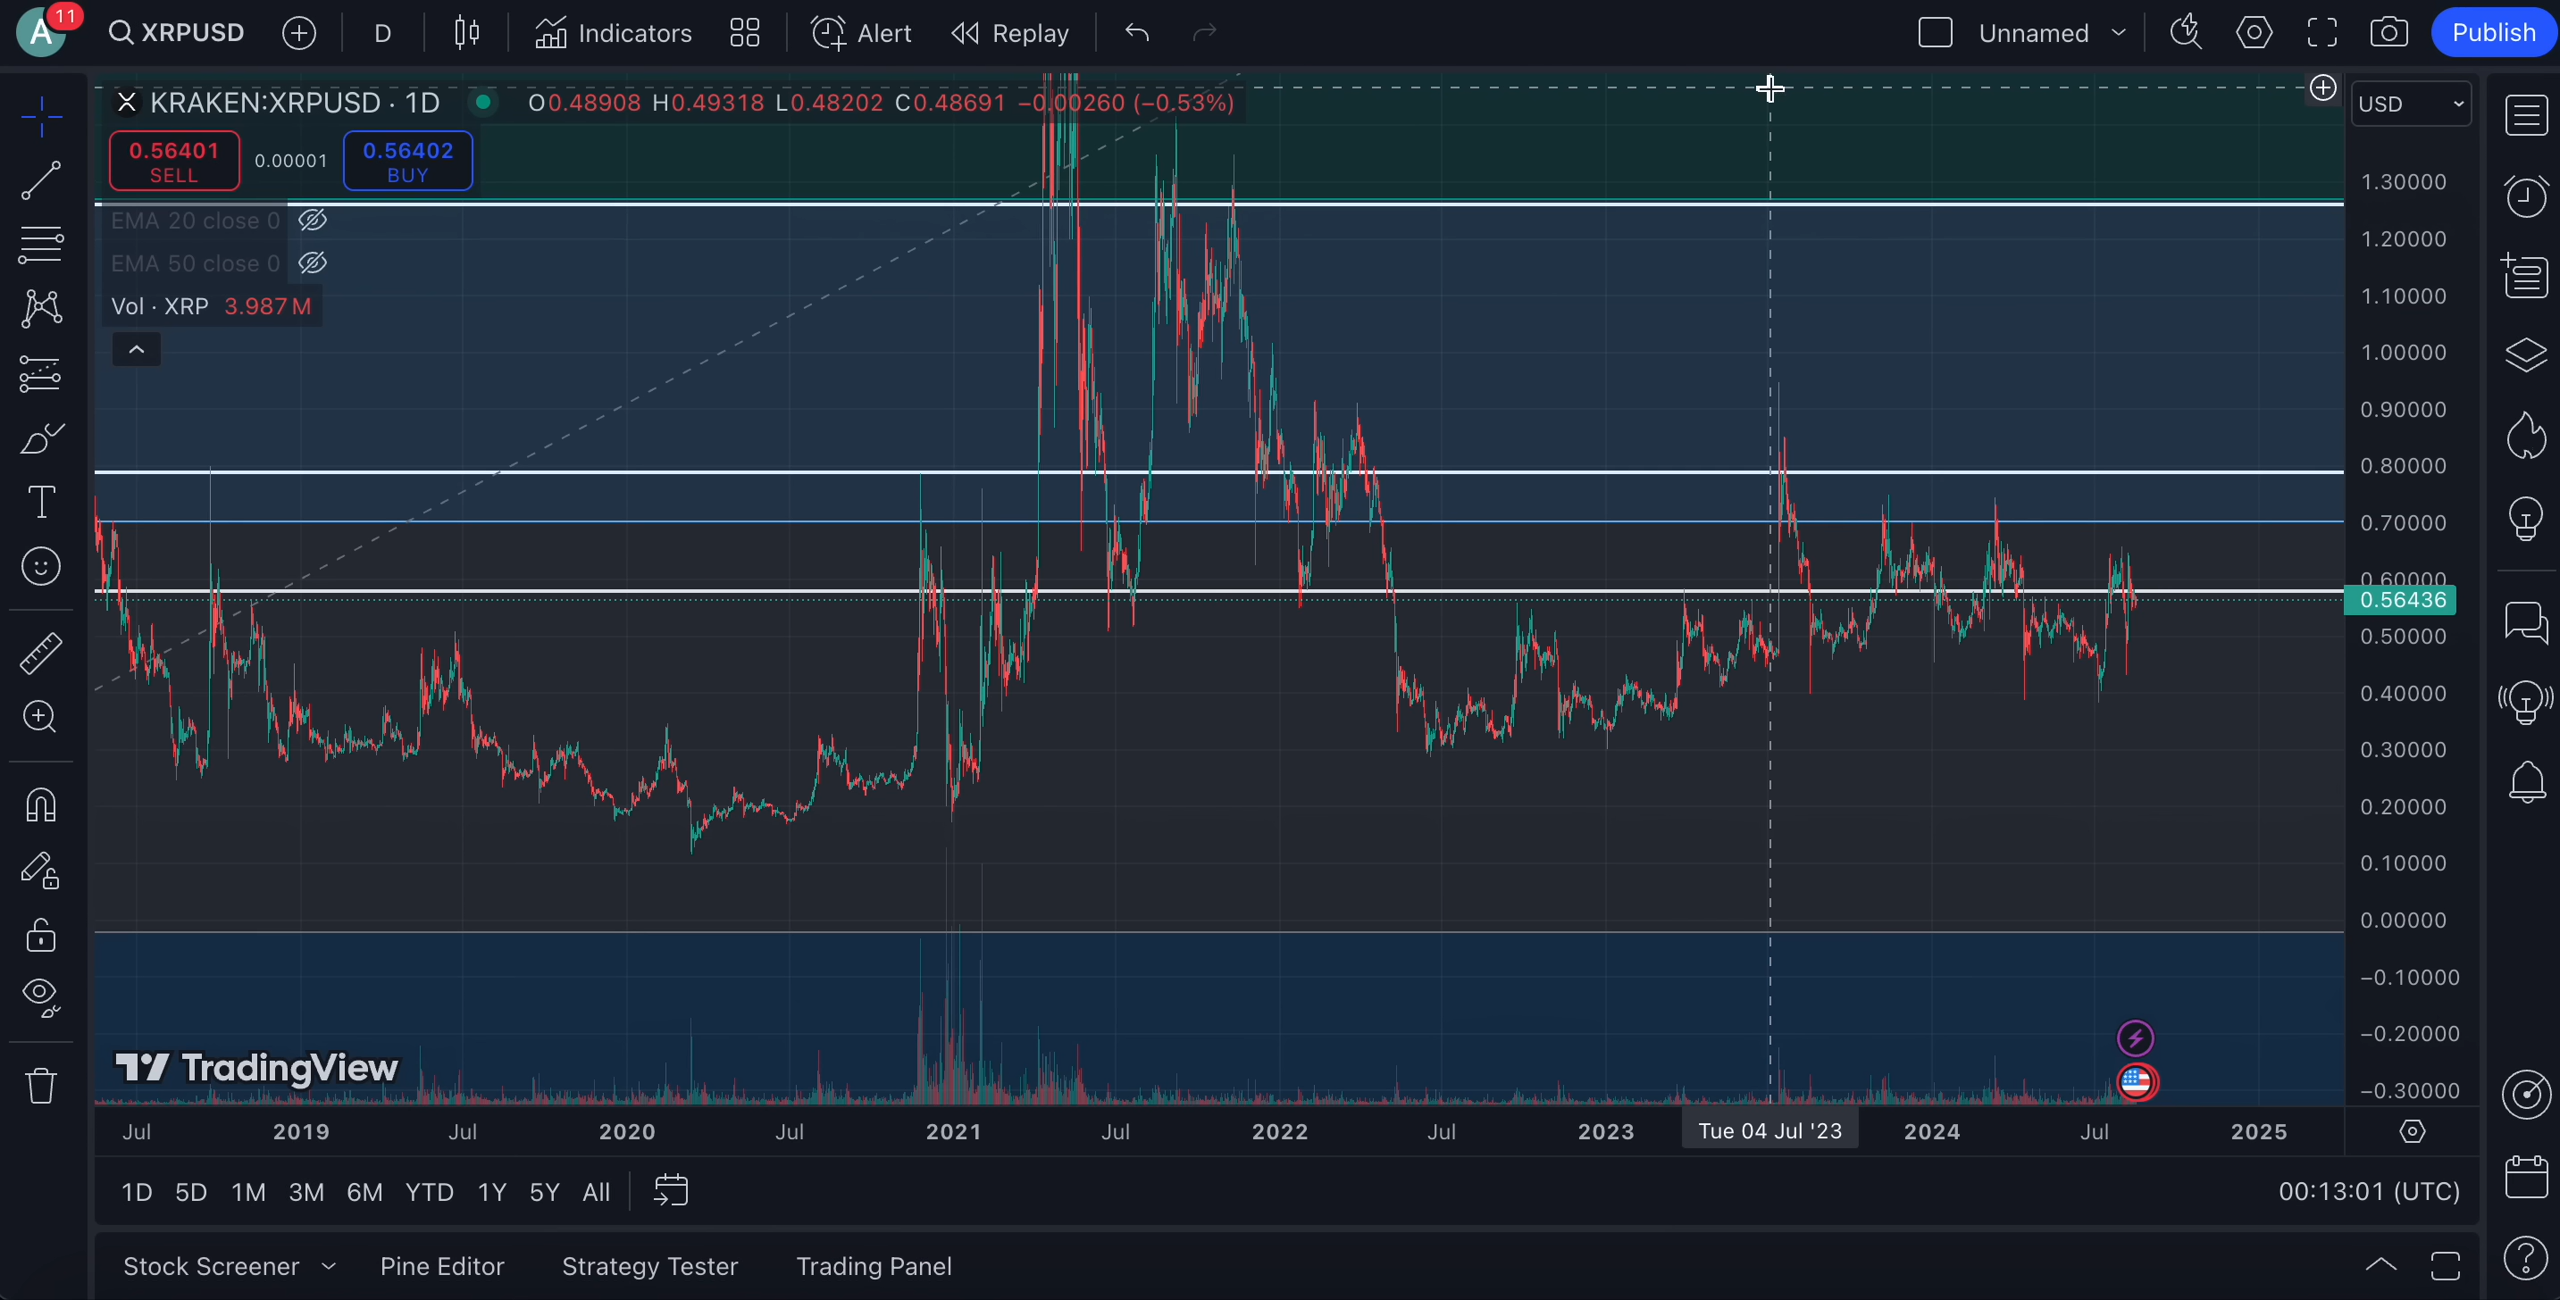 A 11 XRPUSD D Indicators Alert Replay Unnamed Publish
KRAKEN:XRPUSD · 1D O0.48908 H0.49318 L0.48202 C0.48691 −0.00260 (−0.53%)
USD
0.56401 SELL
0.00001
0.56402 BUY
EMA 20 close 0
EMA 50 close 0
Vol · XRP 3.987 M
1.30000
1.20000
1.10000
1.00000
0.90000
0.80000
0.70000
0.60000
0.56436
0.50000
0.40000
0.30000
0.20000
0.10000
0.00000
−0.10000
−0.20000
−0.30000
TradingView
Jul 2019 Jul 2020 Jul 2021 Jul 2022 Jul 2023 Tue 04 Jul '23 2024 Jul 2025
1D 5D 1M 3M 6M YTD 1Y 5Y All 00:13:01 (UTC)
Stock Screener Pine Editor Strategy Tester Trading Panel